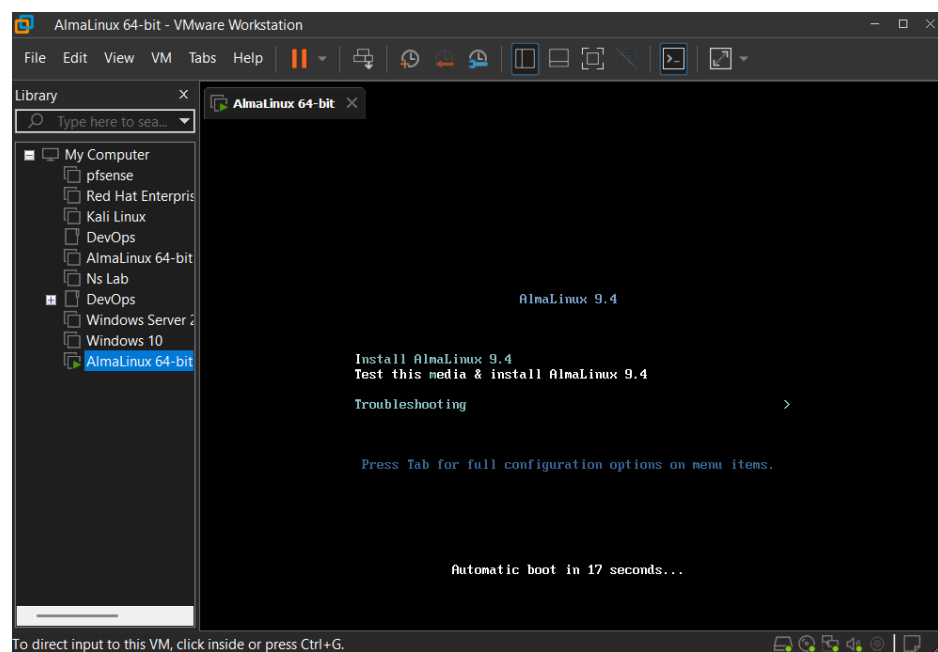 AlmaLinux 64-bit - VMware Workstation
File Edit View VM Tabs Help
Library X
Type here to sea...
My Computer
pfsense
Red Hat Enterpris
Kali Linux
DevOps
AlmaLinux 64-bit
Ns Lab
DevOps
Windows Server 2
Windows 10
AlmaLinux 64-bit
AlmaLinux 64-bit
AlmaLinux 9.4
Install AlmaLinux 9.4
Test this media & install AlmaLinux 9.4
Troubleshooting >
Press Tab for full configuration options on menu items.
Automatic boot in 17 seconds...
To direct input to this VM, click inside or press Ctrl+G.